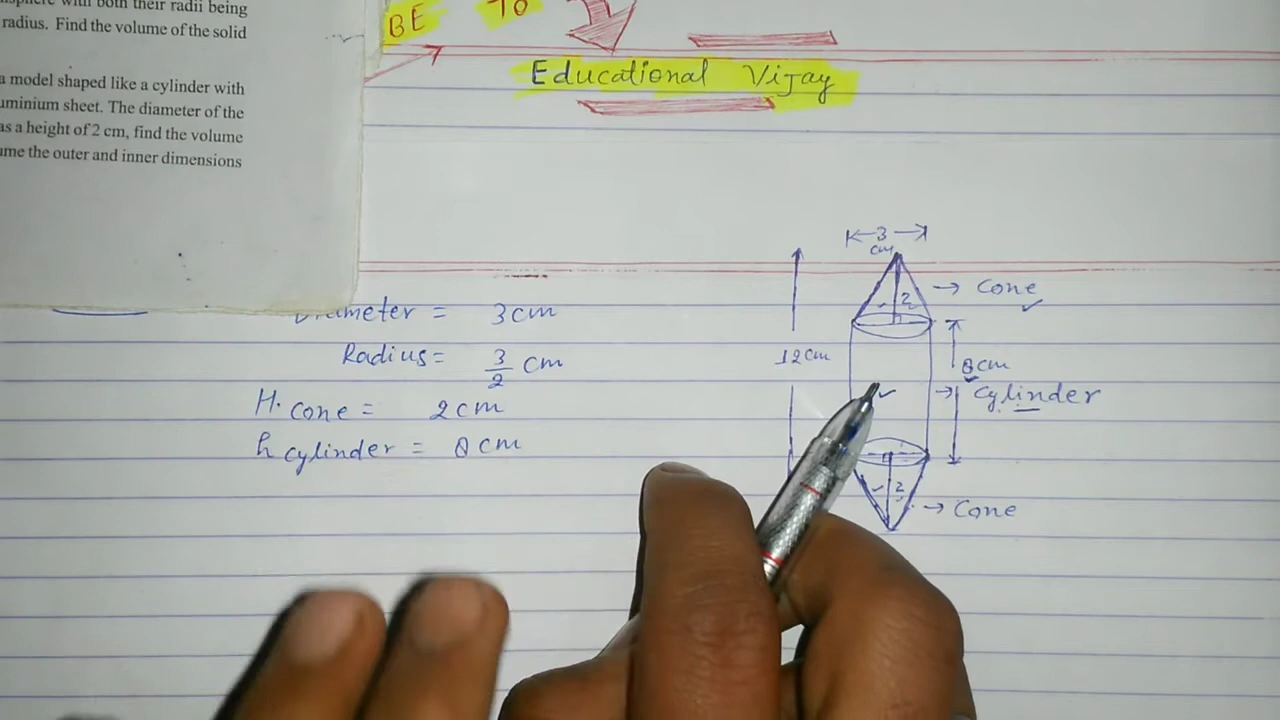 with both their radii being
radius. Find the volume of the solid
a model shaped like a cylinder with
uminium sheet. The diameter of the
as a height of 2 cm, find the volume
ume the outer and inner dimensions
BE To
Educational Vijay
Diameter = 3cm
Radius = 3/2 cm
H. cone = 2cm
h cylinder = 8cm
3
cm
12cm
2
→ Cone
8cm
→ Cylinder
2
→ Cone